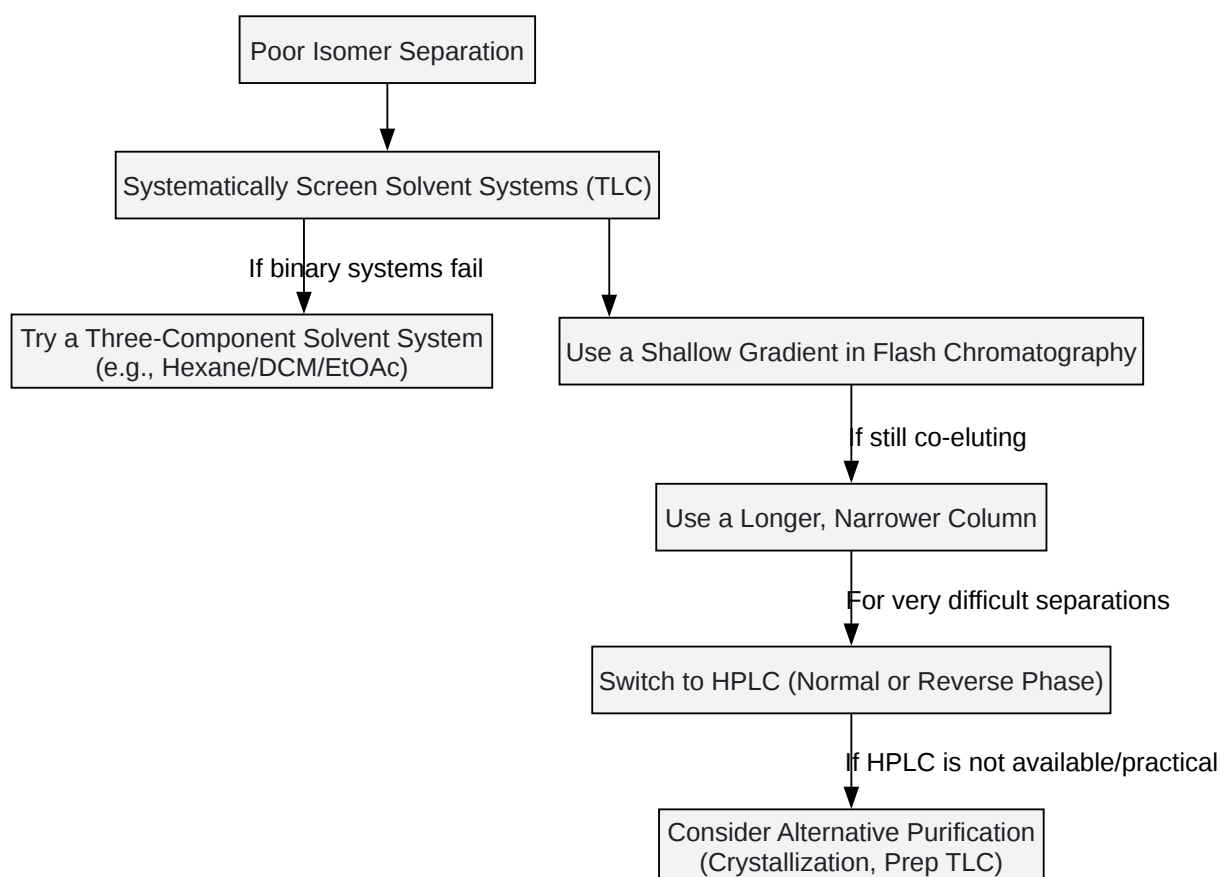 Poor Isomer Separation
Systematically Screen Solvent Systems (TLC)
If binary systems fail
Try a Three-Component Solvent System
(e.g., Hexane/DCM/EtOAc)
Use a Shallow Gradient in Flash Chromatography
If still co-eluting
Use a Longer, Narrower Column
For very difficult separations
Switch to HPLC (Normal or Reverse Phase)
If HPLC is not available/practical
Consider Alternative Purification
(Crystallization, Prep TLC)